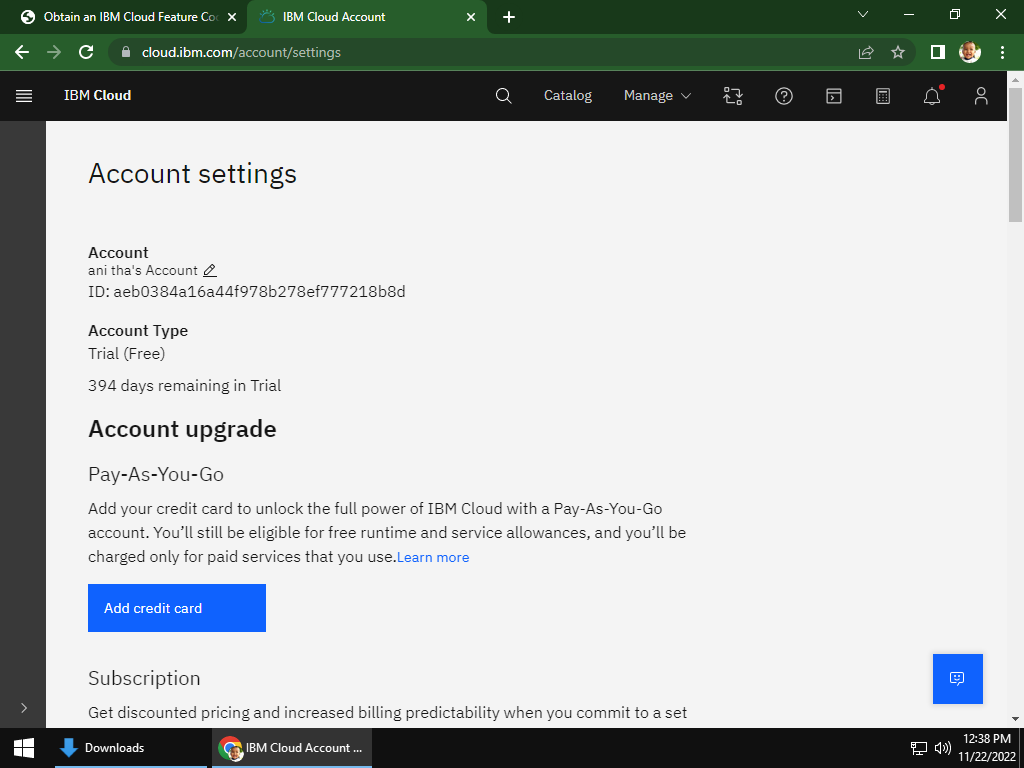 Obtain an IBM Cloud Feature Co
IBM Cloud Account
cloud.ibm.com/account/settings
IBM Cloud
Catalog
Manage
Account settings
Account
ani tha's Account
ID: aeb0384a16a44f978b278ef777218b8d
Account Type
Trial (Free)
394 days remaining in Trial
Account upgrade
Pay-As-You-Go
Add your credit card to unlock the full power of IBM Cloud with a Pay-As-You-Go
account. You’ll still be eligible for free runtime and service allowances, and you’ll be
charged only for paid services that you use.Learn more
Add credit card
Subscription
Get discounted pricing and increased billing predictability when you commit to a set
Downloads
IBM Cloud Account ...
12:38 PM
11/22/2022